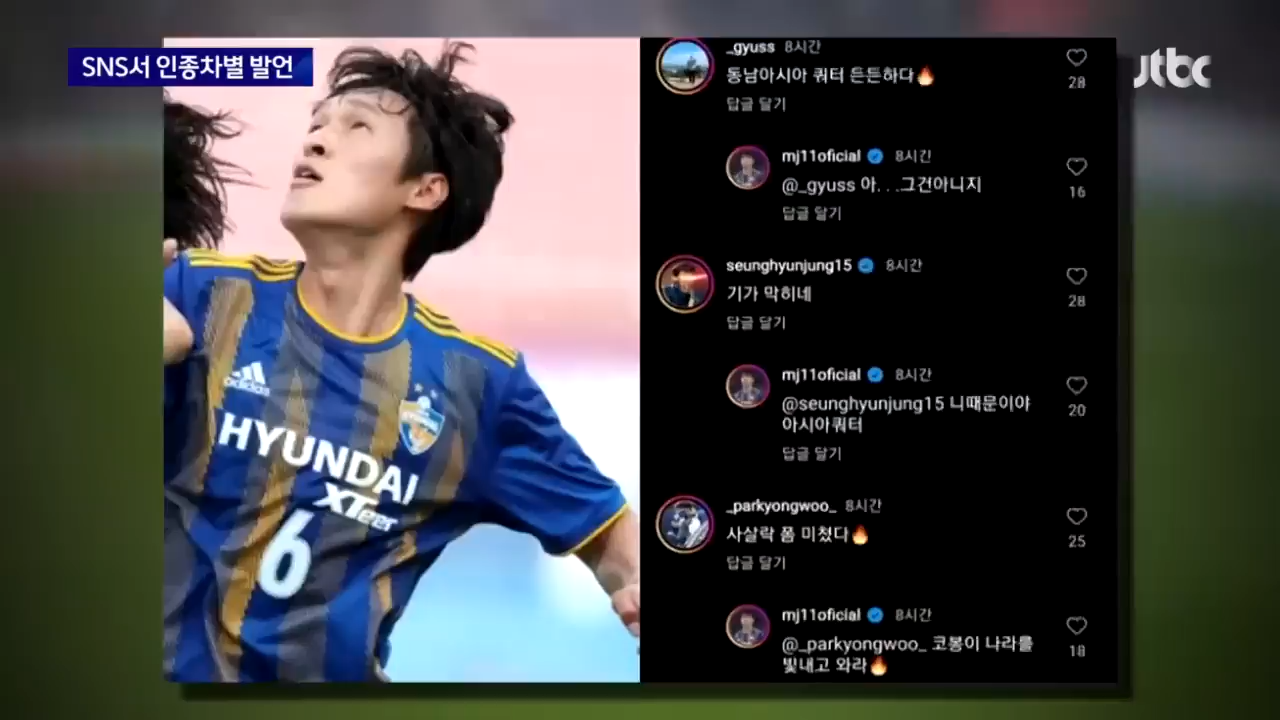 SNS서 인종차별 발언
jtbc
adidas
HYUNDAI
XTeer
6
_gyuss 8시간
동남아시아 쿼터 든든하다🔥
28
답글 달기
mj11oficial 8시간
@_gyuss 아. . .그건아니지
16
답글 달기
seunghyunjung15 8시간
기가 막히네
28
답글 달기
mj11oficial 8시간
@seunghyunjung15 니때문이야
아시아쿼터
20
답글 달기
_parkyongwoo_ 8시간
사살락 폼 미쳤다🔥
25
답글 달기
mj11oficial 8시간
@_parkyongwoo_ 코봉이 나라를
빛내고 와라🔥
18